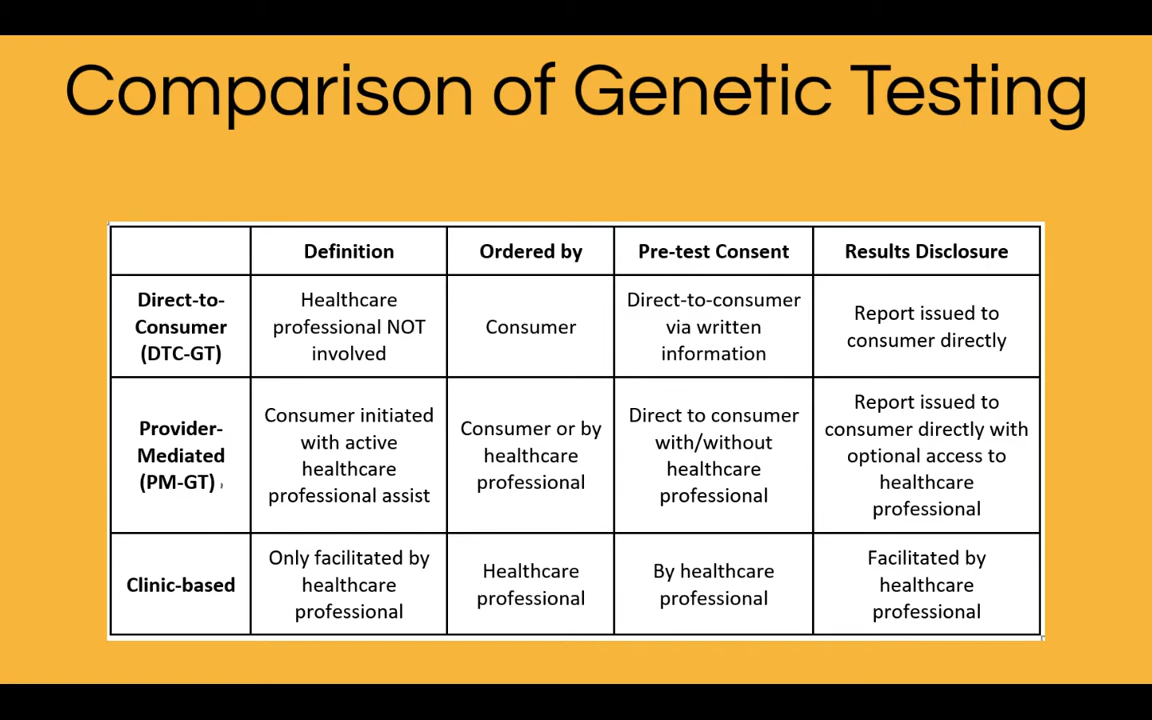 Comparison of Genetic Testing
Definition
Ordered by
Pre-test Consent
Results Disclosure
Direct-to-
Consumer
(DTC-GT)
Healthcare
professional NOT
involved
Consumer
Direct-to-consumer
via written
information
Report issued to
consumer directly
Provider-
Mediated
(PM-GT)
Consumer initiated
with active
healthcare
professional assist
Consumer or by
healthcare
professional
Direct to consumer
with/without
healthcare
professional
Report issued to
consumer directly with
optional access to
healthcare
professional
Clinic-based
Only facilitated by
healthcare
professional
Healthcare
professional
By healthcare
professional
Facilitated by
healthcare
professional